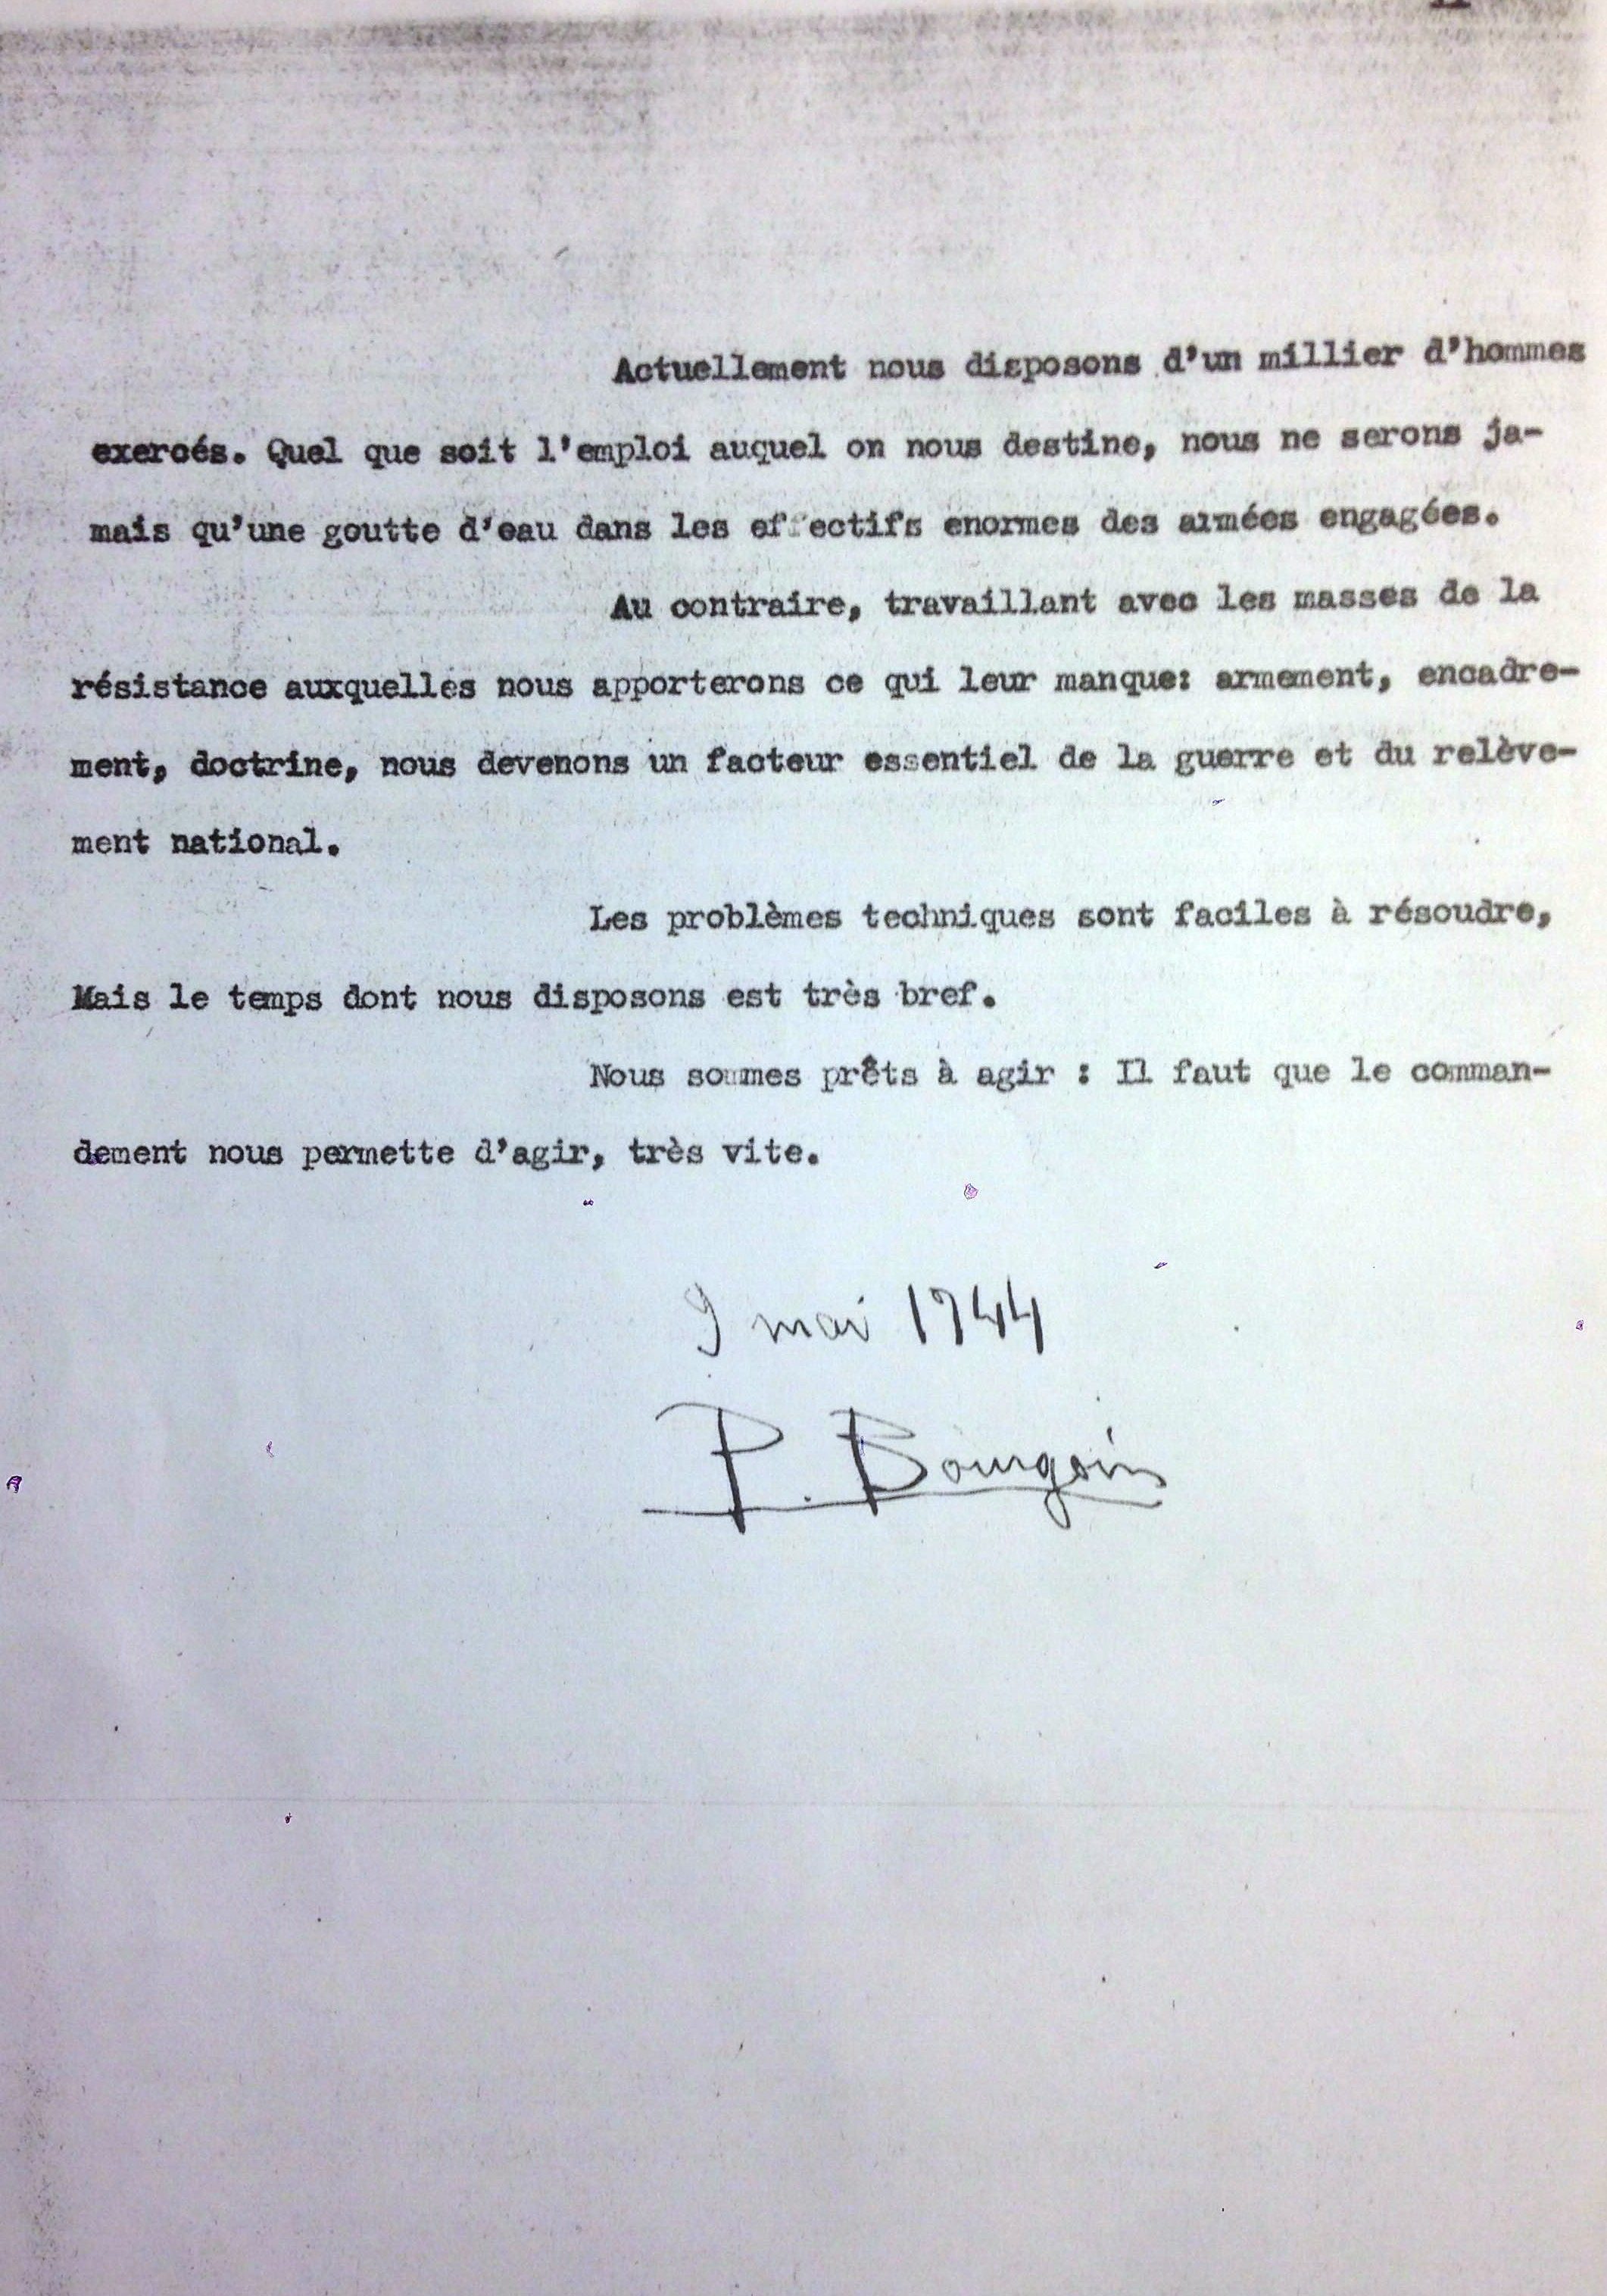 Actuellement nous disposons d'un millier d'hommes
exercés. Quel que soit l'emploi auquel on nous destine, nous ne serons ja-
mais qu'une goutte d'eau dans les effectifs enormes des armées engagées.
Au contraire, travaillant avec les masses de la
résistance auxquelles nous apporterons ce qui leur manque: armement, encadre-
ment, doctrine, nous devenons un facteur essentiel de la guerre et du relève-
ment national.
Les problèmes techniques sont faciles à résoudre,
Mais le temps dont nous disposons est très bref.
Nous sommes prêts à agir : Il faut que le comman-
dement nous permette d'agir, très vite.
9 mai 1944
P. Bourgoin